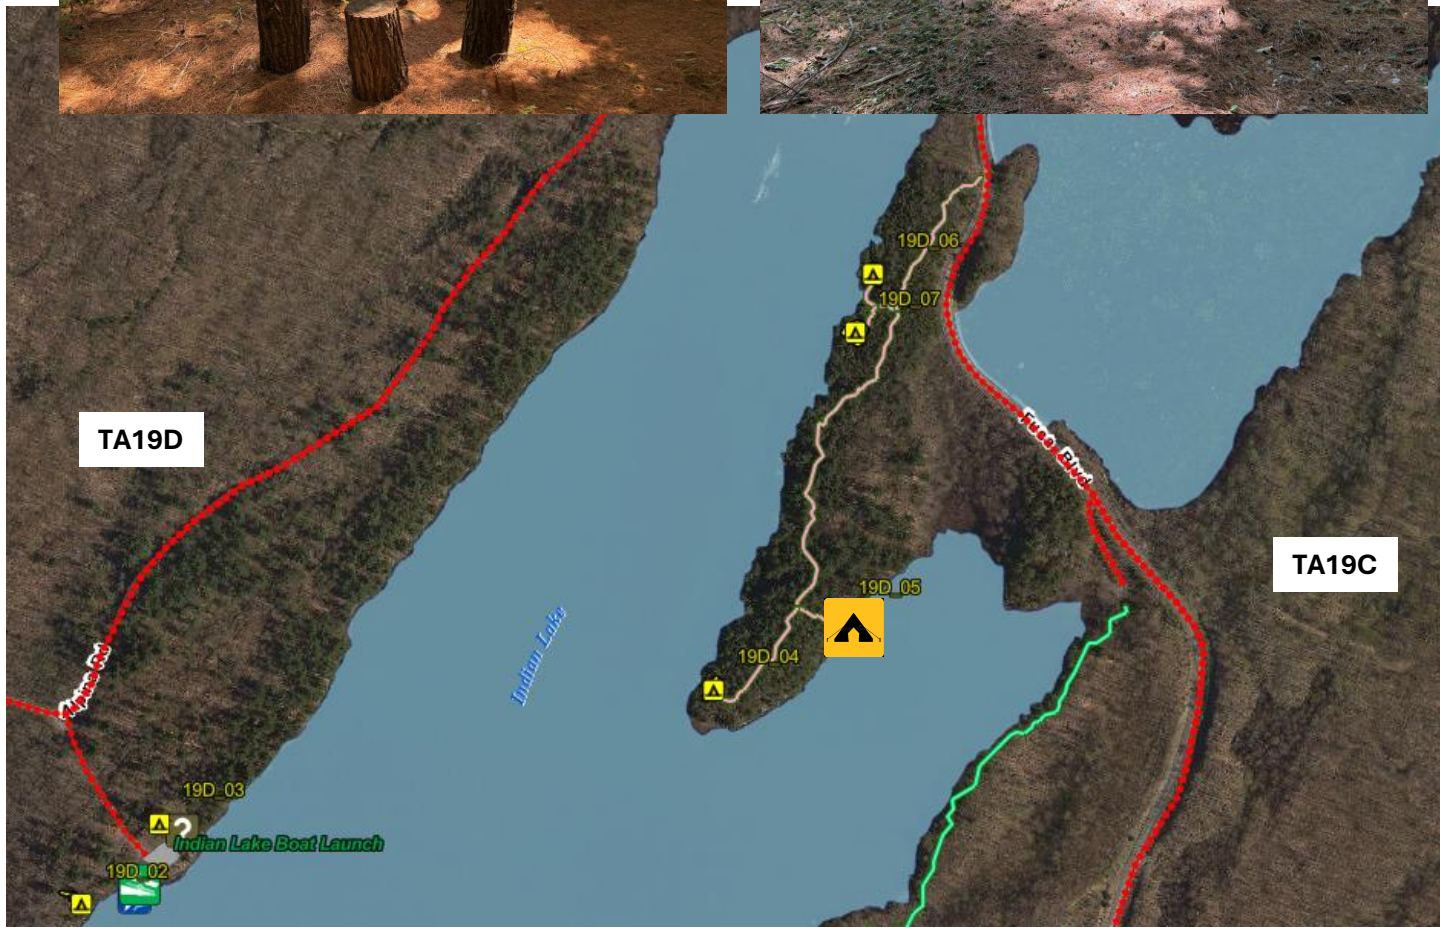 19D_06
19D_07
TA19D
Fuse Blvd
TA19C
19D_05
Indian Lake
19D_04
19D_03
?
Indian Lake Boat Launch
19D_02